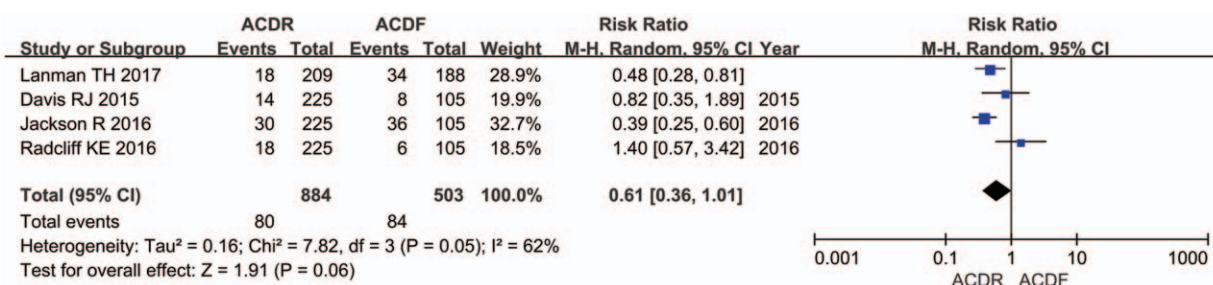 ACDR ACDF Risk Ratio Risk Ratio
Study or Subgroup Events Total Events Total Weight M-H, Random, 95% CI Year M-H, Random, 95% CI
Lanman TH 2017 18 209 34 188 28.9% 0.48 [0.28, 0.81]
Davis RJ 2015 14 225 8 105 19.9% 0.82 [0.35, 1.89] 2015
Jackson R 2016 30 225 36 105 32.7% 0.39 [0.25, 0.60] 2016
Radcliff KE 2016 18 225 6 105 18.5% 1.40 [0.57, 3.42] 2016
Total (95% CI) 884 503 100.0% 0.61 [0.36, 1.01]
Total events 80 84
Heterogeneity: Tau² = 0.16; Chi² = 7.82, df = 3 (P = 0.05); I² = 62%
Test for overall effect: Z = 1.91 (P = 0.06)
0.001 0.1 1 10 1000
ACDR ACDF